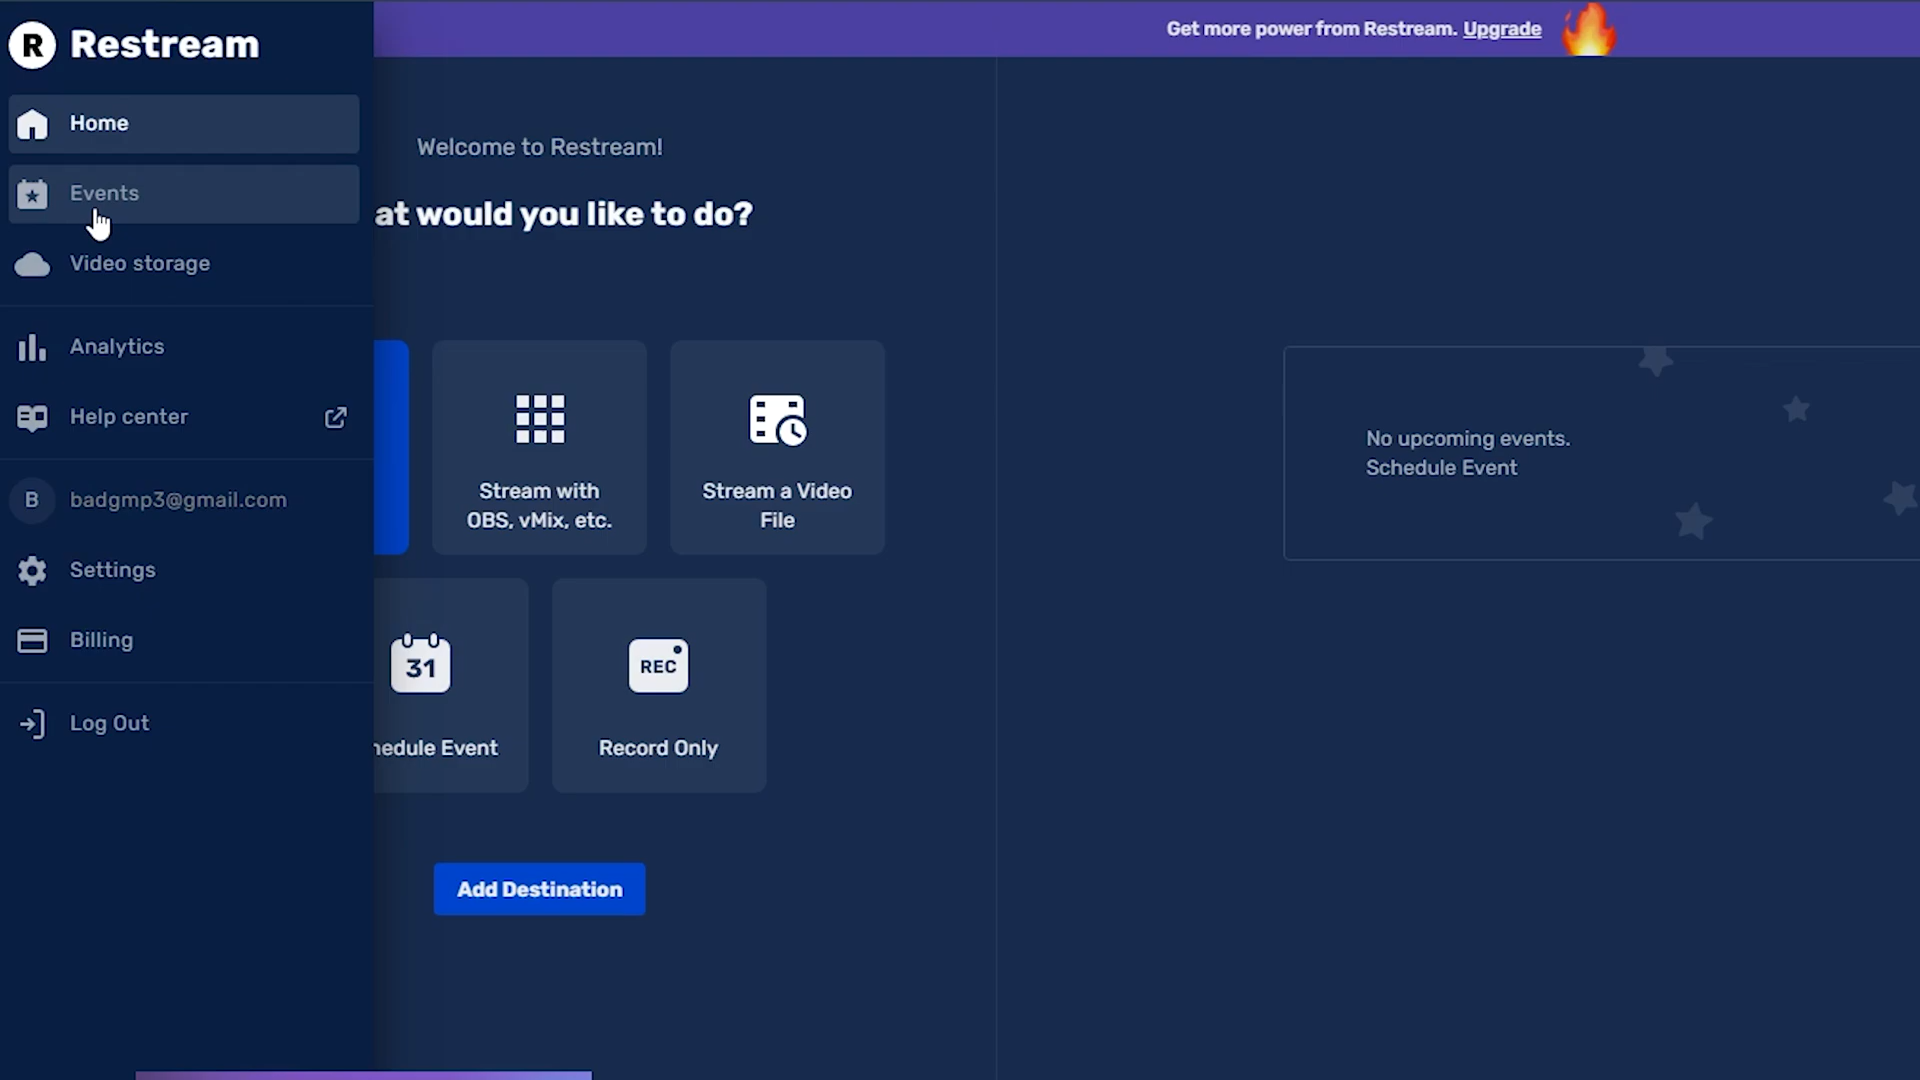 R Restream
Get more power from Restream. Upgrade
Home
Events
Video storage
Analytics
Help center
B badgmp3@gmail.com
Settings
Billing
Log Out
Welcome to Restream!
at would you like to do?
Stream with
OBS, vMix, etc.
Stream a Video
File
31
hedule Event
REC
Record Only
Add Destination
No upcoming events.
Schedule Event